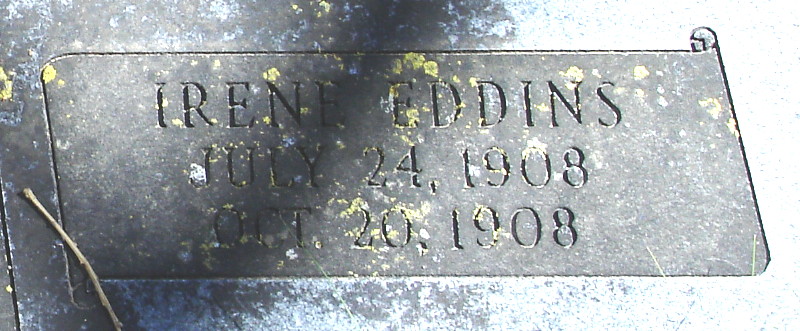 IRENE EDDINS
JULY 24, 1908
OCT. 20, 1908